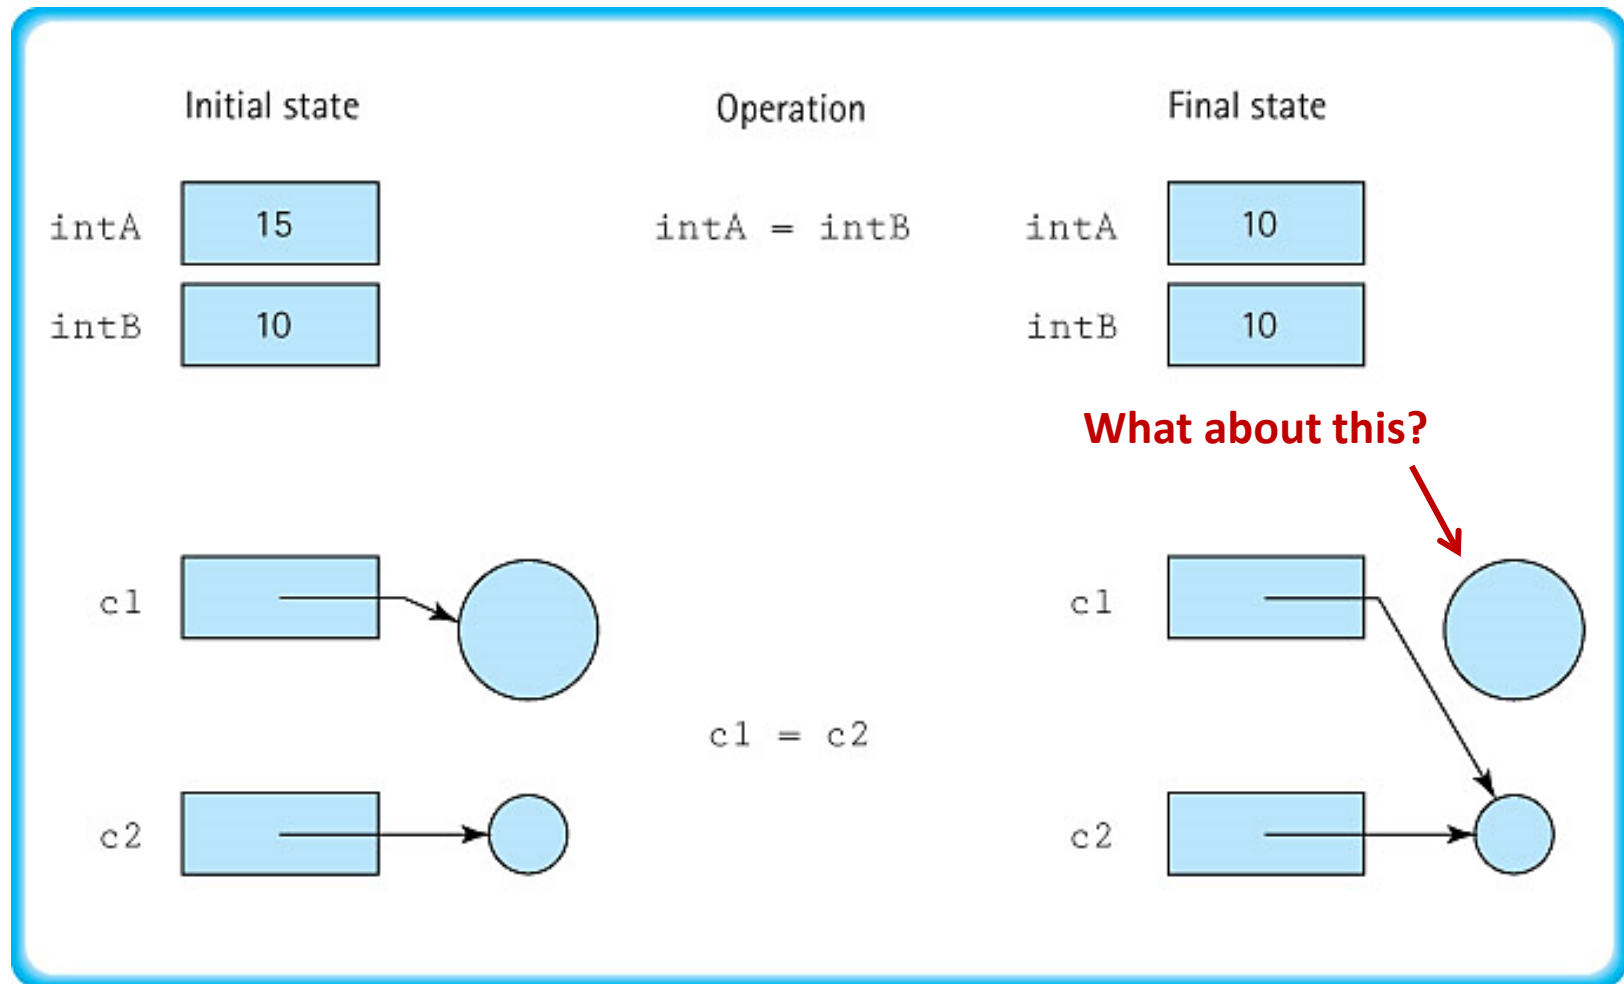 Initial state
Operation
Final state
intA
15
intA = intB
intA
10
intB
10
intB
10
What about this?
c1
c1
c1 = c2
c2
c2